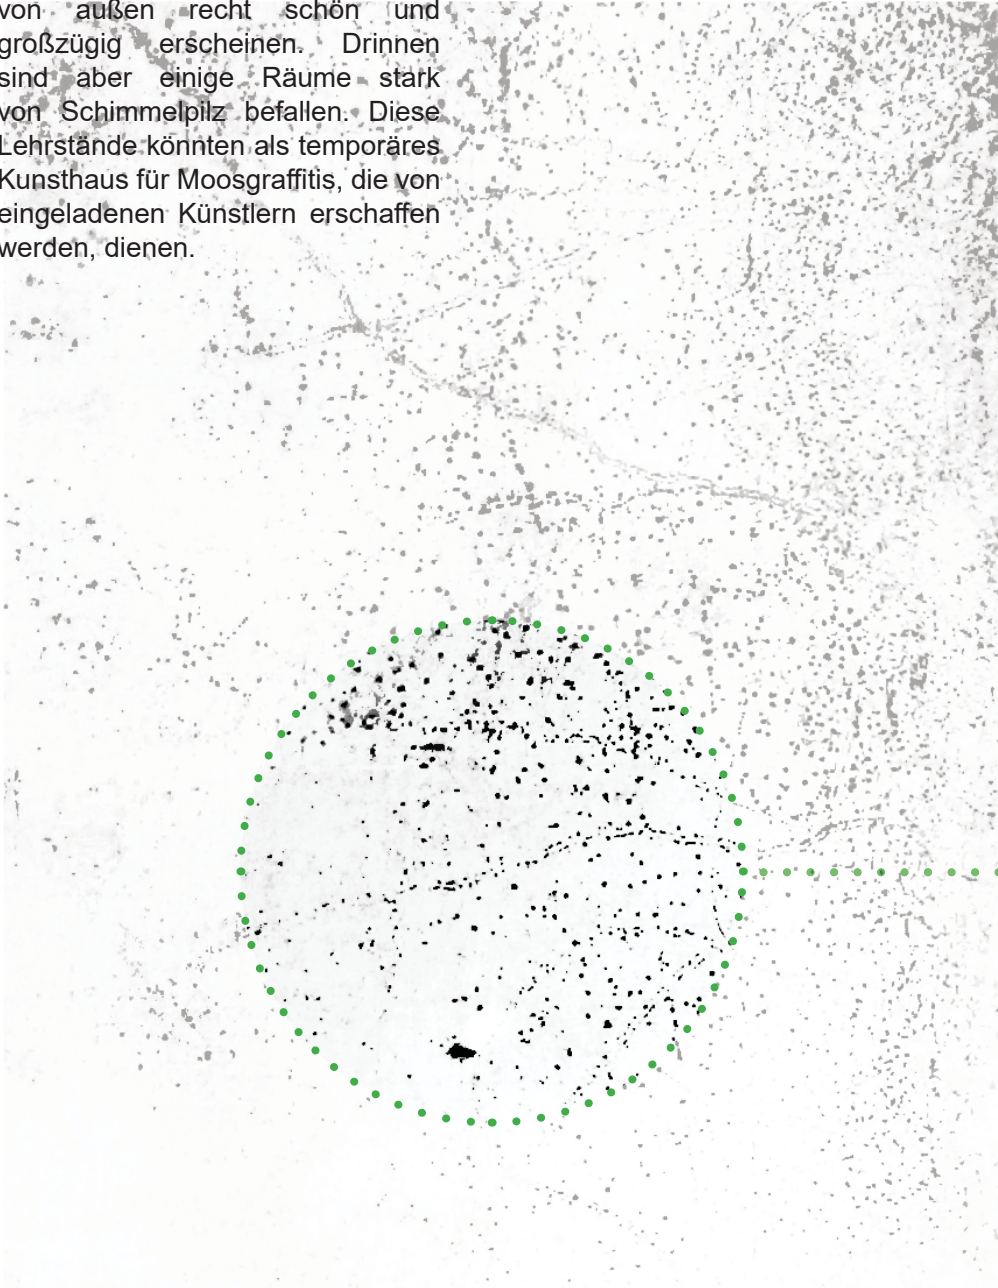 von außen recht schön und
großzügig erscheinen. Drinnen
sind aber einige Räume stark
von Schimmelpilz befallen. Diese
Lehrstände könnten als temporäres
Kunsthaus für Moosgraffitis, die von
eingeladenen Künstlern erschaffen
werden, dienen.